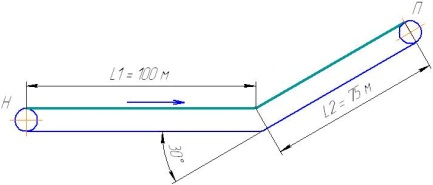 П
L1 = 100 м
Н
L2 = 75 м
30°